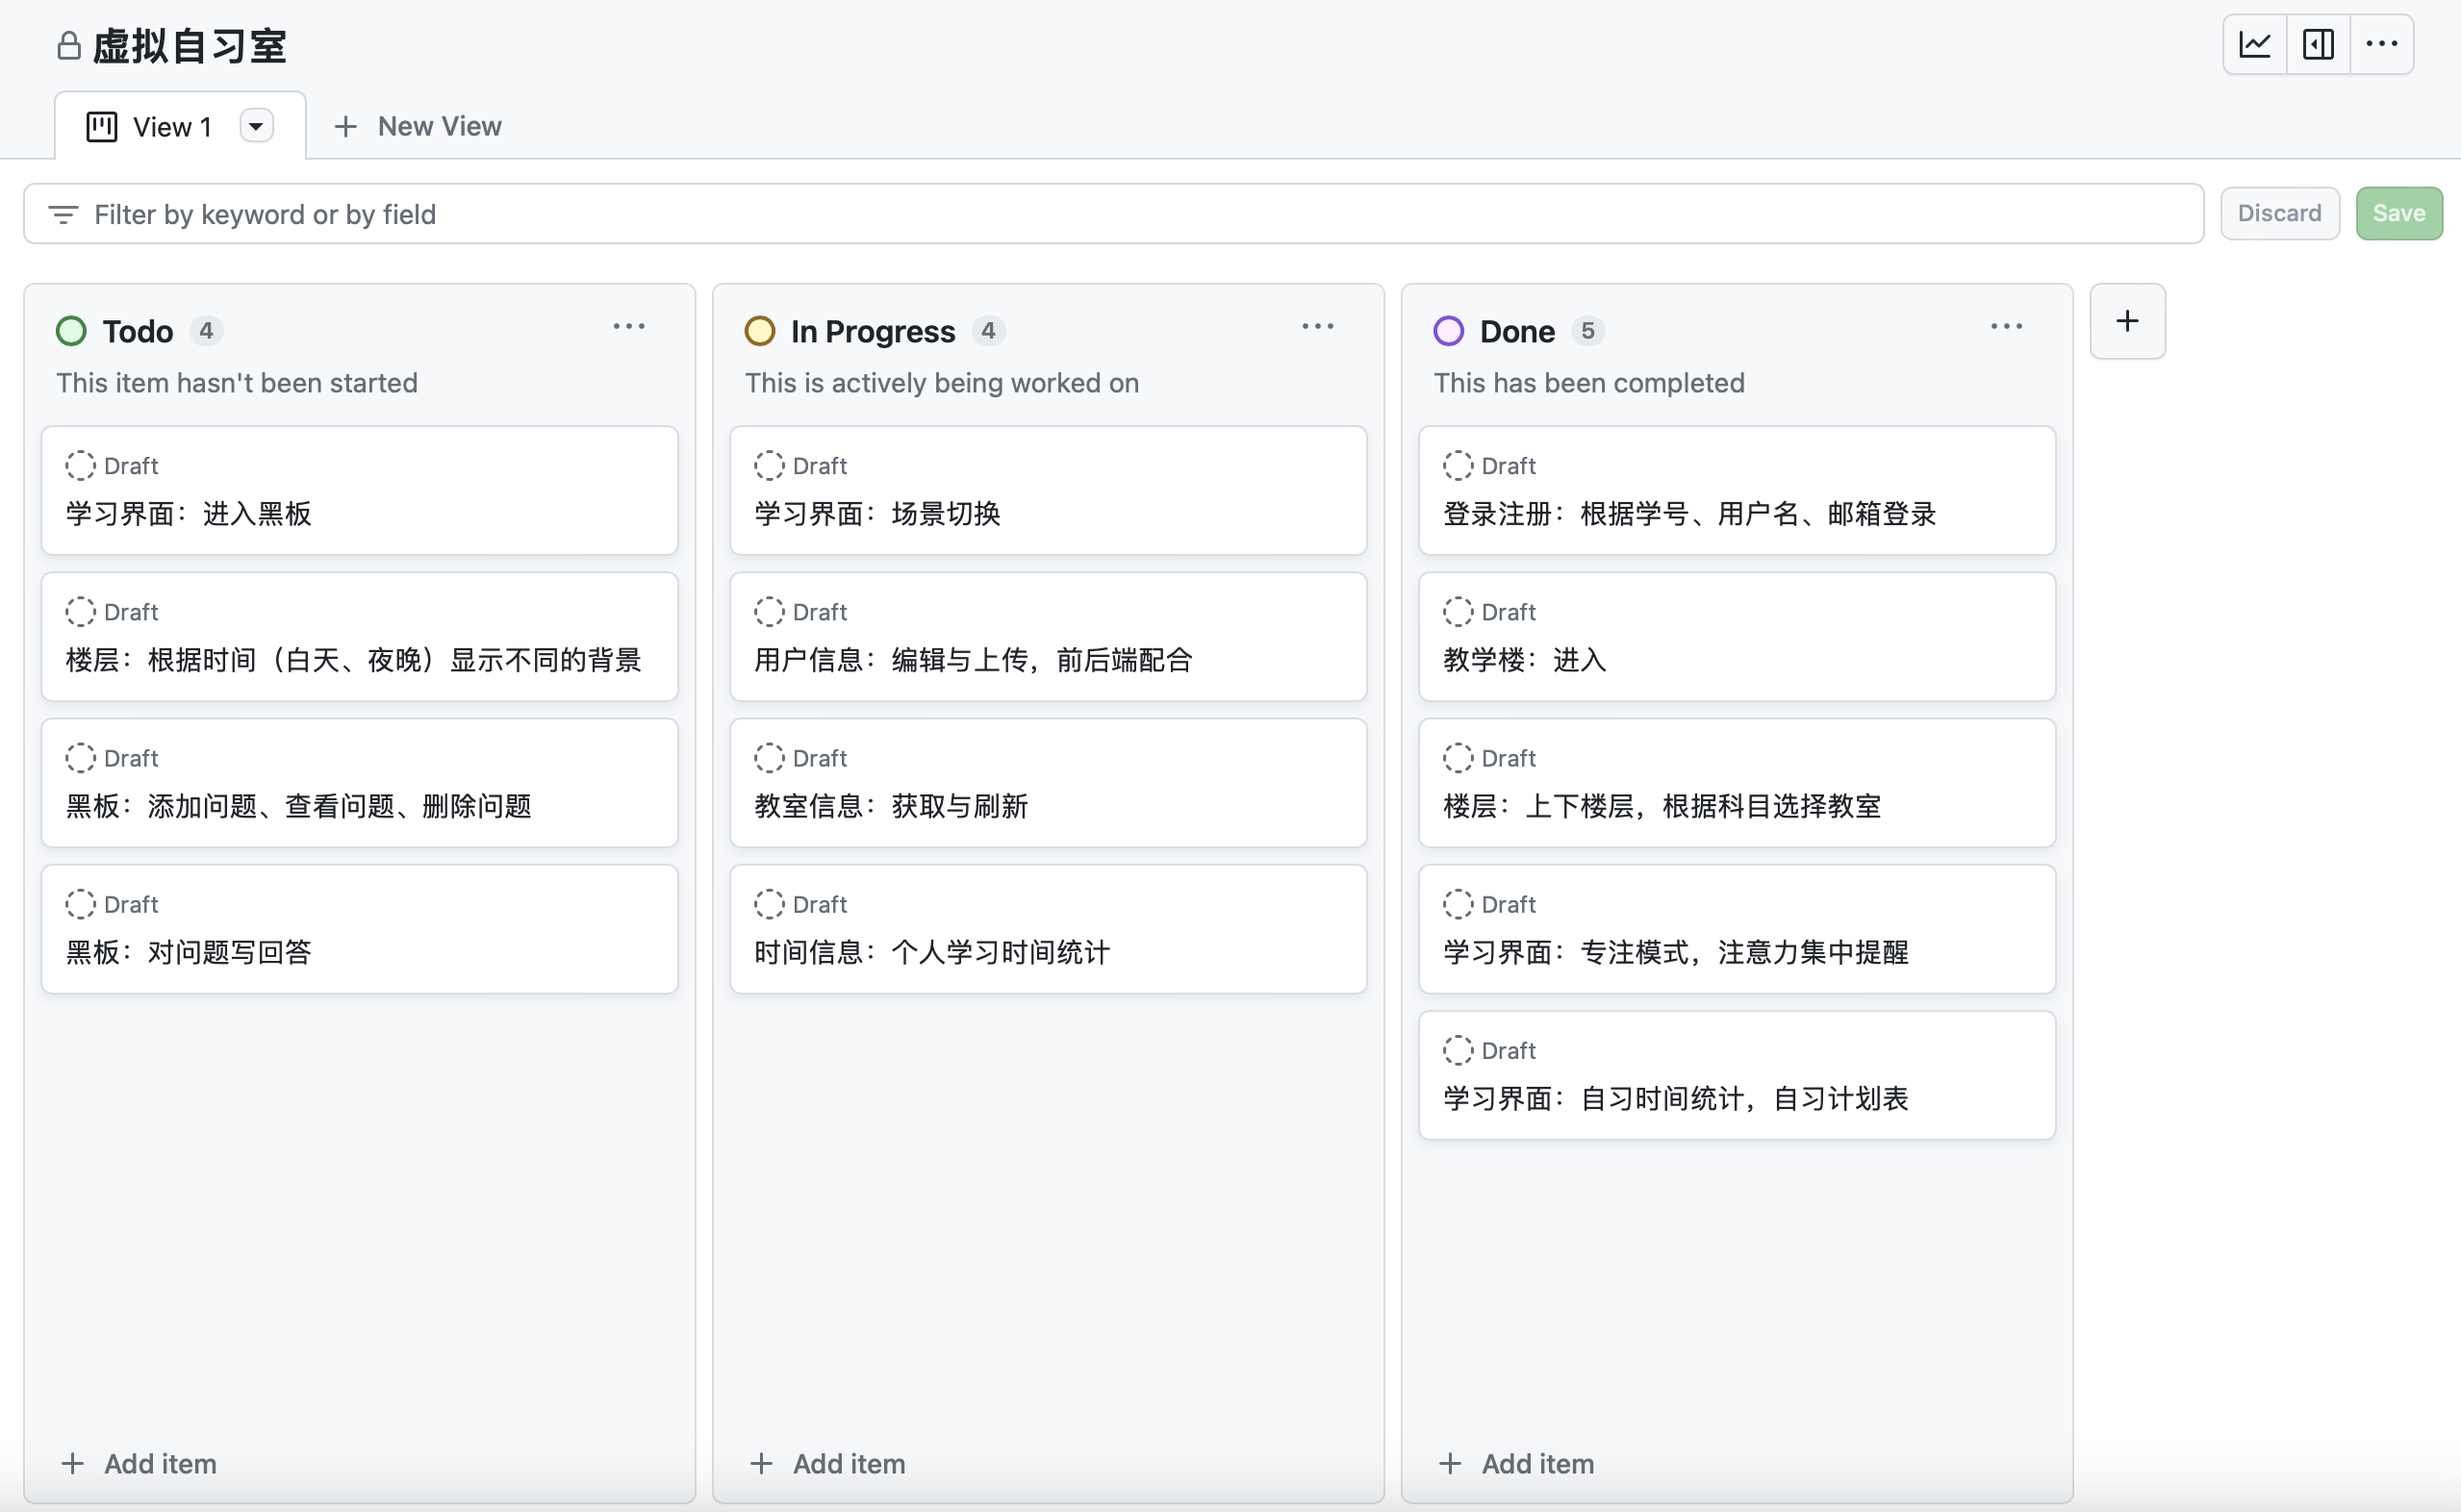 虚拟自习室
View 1
New View
Filter by keyword or by field
Discard
Save
Todo 4
This item hasn't been started
Draft
学习界面：进入黑板
Draft
楼层：根据时间（白天、夜晚）显示不同的背景
Draft
黑板：添加问题、查看问题、删除问题
Draft
黑板：对问题写回答
Add item
In Progress 4
This is actively being worked on
Draft
学习界面：场景切换
Draft
用户信息：编辑与上传，前后端配合
Draft
教室信息：获取与刷新
Draft
时间信息：个人学习时间统计
Add item
Done 5
This has been completed
Draft
登录注册：根据学号、用户名、邮箱登录
Draft
教学楼：进入
Draft
楼层：上下楼层，根据科目选择教室
Draft
学习界面：专注模式，注意力集中提醒
Draft
学习界面：自习时间统计，自习计划表
Add item